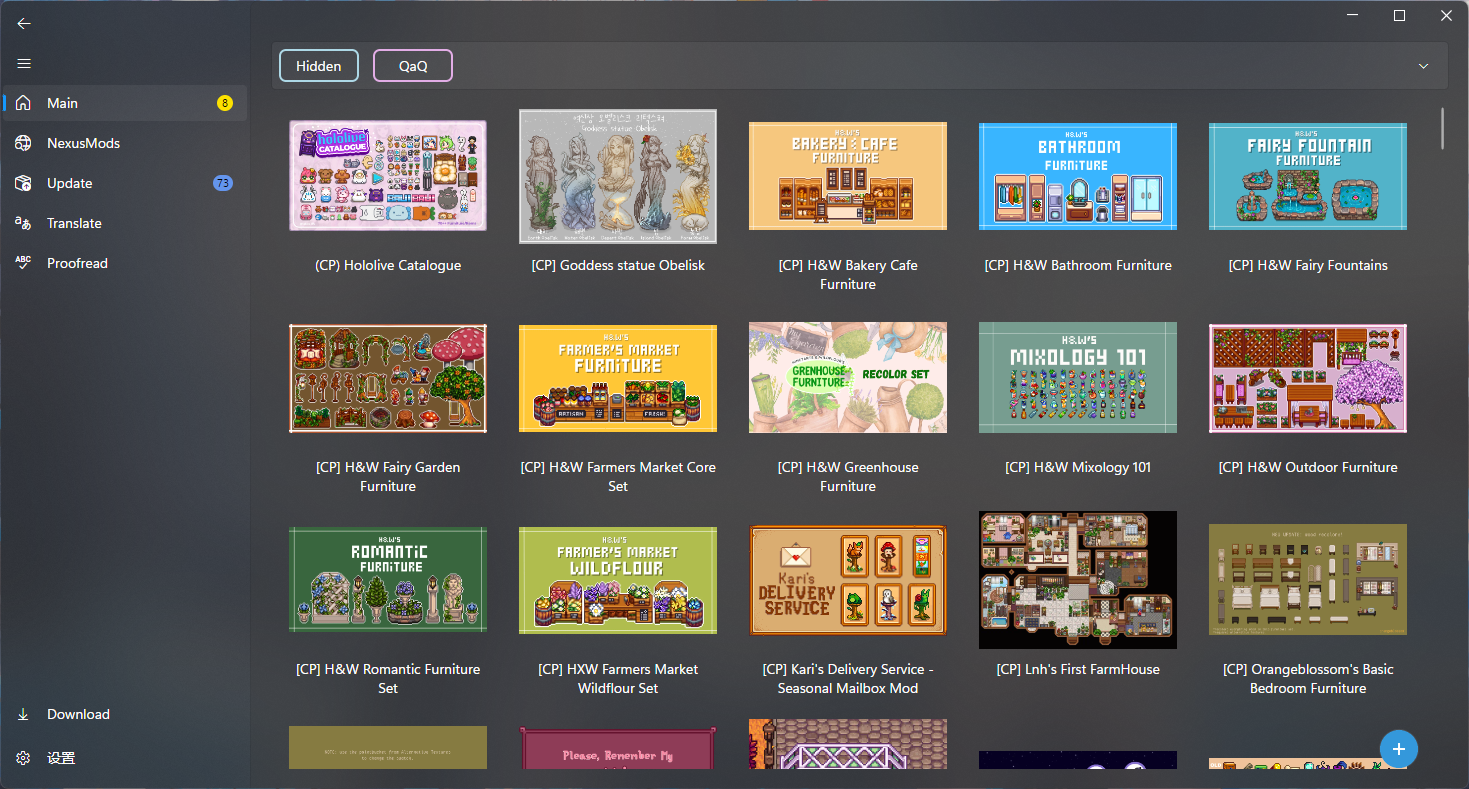 Hidden
QaQ
Main
8
NexusMods
Update
73
Translate
ABC
Proofread
Download
设置
hololive
CATALOGUE
(CP) Hololive Catalogue
Goddess statue Obelisk
[CP] Goddess statue Obelisk
H&W'S
BAKERY & CAFE
FURNITURE
[CP] H&W Bakery Cafe
Furniture
H&W'S
BATHROOM
FURNITURE
[CP] H&W Bathroom Furniture
H&W'S
FAIRY FOUNTAIN
FURNITURE
[CP] H&W Fairy Fountains
[CP] H&W Fairy Garden
Furniture
H&W'S
FARMER'S MARKET
FURNITURE
ARTISAN
FRESH!
[CP] H&W Farmers Market Core
Set
GRENHOUSE
FURNITURE
RECOLOR SET
[CP] H&W Greenhouse
Furniture
H&W'S
MIXOLOGY 101
[CP] H&W Mixology 101
[CP] H&W Outdoor Furniture
H&W'S
ROMANTIC
FURNITURE
[CP] H&W Romantic Furniture
Set
H&W'S
FARMER'S MARKET
WILDFLOUR
[CP] HXW Farmers Market
Wildflour Set
Kari's
DELIVERY
SERVICE
[CP] Kari's Delivery Service -
Seasonal Mailbox Mod
[CP] Lnh's First FarmHouse
[CP] Orangeblossom's Basic
Bedroom Furniture
Please, Remember My